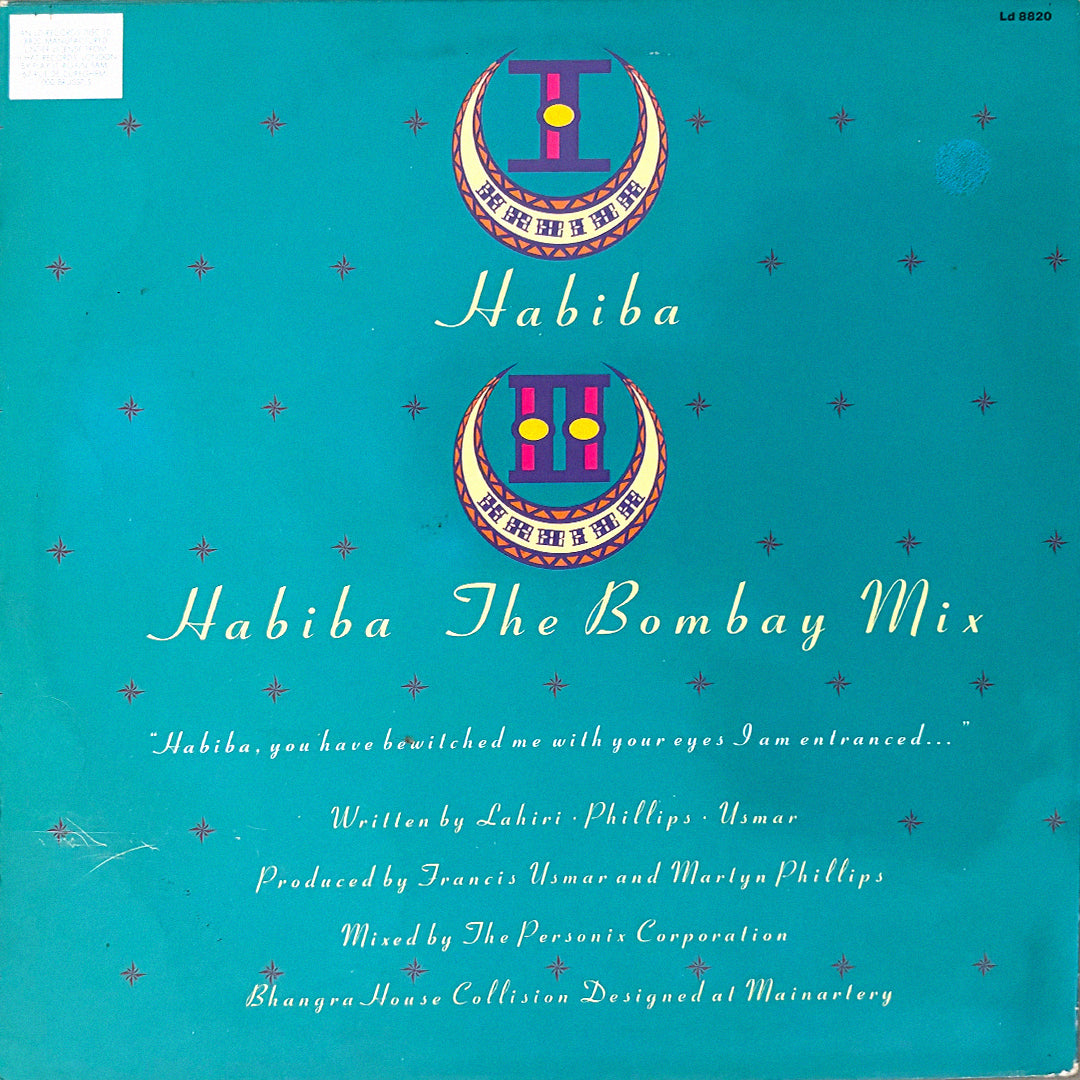 Ld 8820
I
Habiba
II
Habiba The Bombay Mix
“Habiba, you have bewitched me with your eyes I am entranced...”
Written by Lahiri · Phillips · Usmar
Produced by Francis Usmar and Martyn Phillips
Mixed by The Personix Corporation
Bhangra House Collision Designed at Mainartery